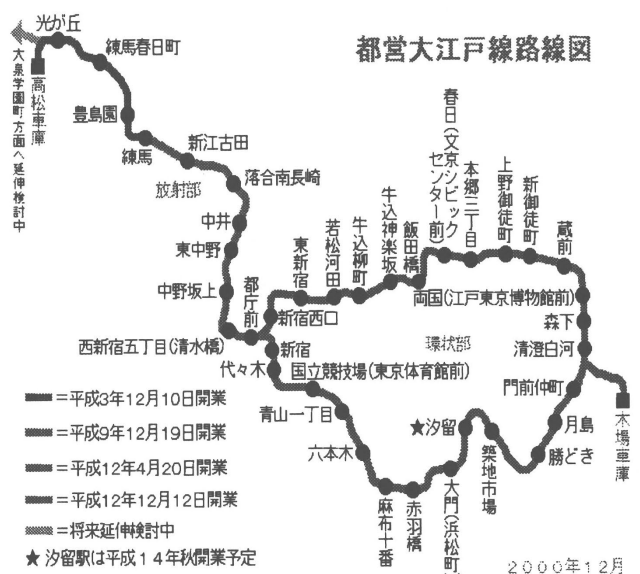 都営大江戸線路線図
光が丘
練馬春日町
高松車庫
大泉学園町方面へ延伸検討中
豊島園
練馬
新江古田
放射部
落合南長崎
中井
東中野
中野坂上
都庁前
西新宿五丁目(清水橋)
新宿西口
東新宿
若松河田
牛込柳町
牛込神楽坂
飯田橋
春日(文京シビック
センター前)
本郷三丁目
上野御徒町
新御徒町
蔵前
両国(江戸東京博物館前)
森下
環状部
清澄白河
門前仲町
木場車庫
月島
勝どき
築地市場
★汐留
大門(浜松町)
赤羽橋
麻布十番
六本木
青山一丁目
国立競技場(東京体育館前)
代々木
新宿
=平成3年12月10日開業
=平成9年12月19日開業
=平成12年4月20日開業
=平成12年12月12日開業
=将来延伸検討中
★ 汐留駅は平成14年秋開業予定
2000年12月